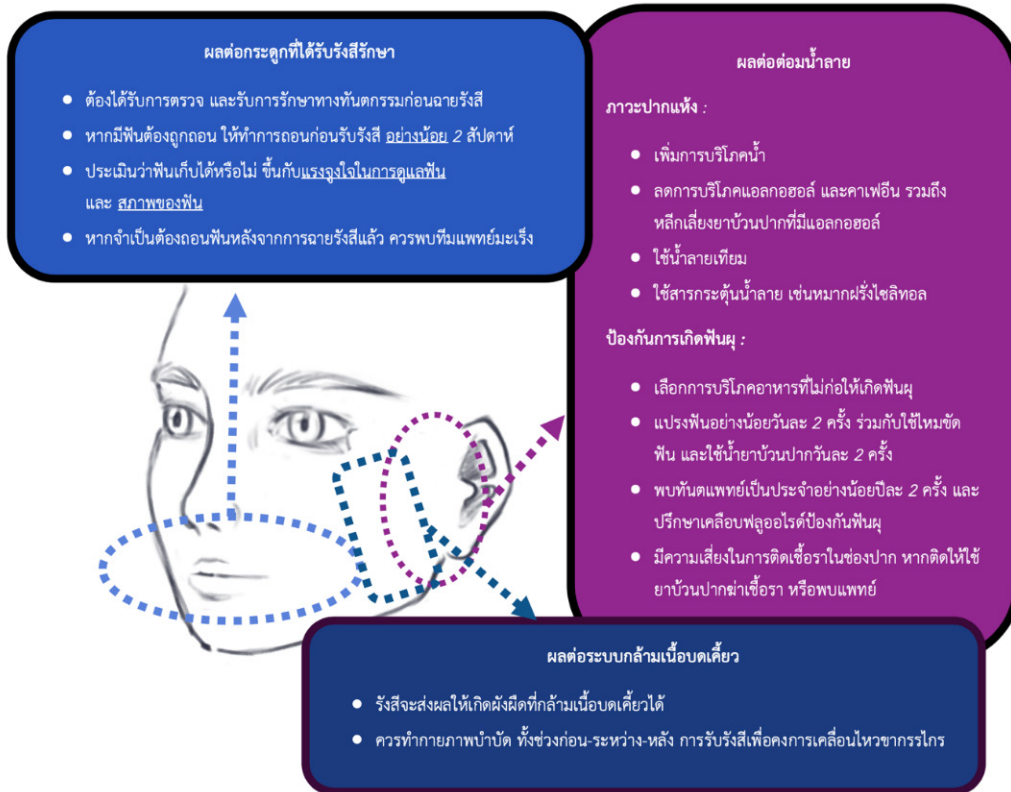 ผลต่อกระดูกที่ได้รับรังสีรักษา
● ต้องได้รับการตรวจ และรับการรักษาทางทันตกรรมก่อนฉายรังสี
● หากมีฟันต้องถูกถอน ให้ทำการถอนก่อนรับรังสี อย่างน้อย 2 สัปดาห์
● ประเมินว่าฟันเก็บได้หรือไม่ ขึ้นกับแรงจูงใจในการดูแลฟัน
และ สภาพของฟัน
● หากจำเป็นต้องถอนฟันหลังจากการฉายรังสีแล้ว ควรพบทีมแพทย์มะเร็ง
ผลต่อต่อมน้ำลาย
ภาวะปากแห้ง :
● เพิ่มการบริโภคน้ำ
● ลดการบริโภคแอลกอฮอล์ และคาเฟอีน รวมถึง
หลีกเลี่ยงยาบ้วนปากที่มีแอลกอฮอล์
● ใช้น้ำลายเทียม
● ใช้สารกระตุ้นน้ำลาย เช่นหมากฝรั่งไซลิทอล
ป้องกันการเกิดฟันผุ :
● เลือกการบริโภคอาหารที่ไม่ก่อให้เกิดฟันผุ
● แปรงฟันอย่างน้อยวันละ 2 ครั้ง ร่วมกับใช้ไหมขัด
ฟัน และใช้น้ำยาบ้วนปากวันละ 2 ครั้ง
● พบทันตแพทย์เป็นประจำอย่างน้อยปีละ 2 ครั้ง และ
ปรึกษาเคลือบฟลูออไรด์ป้องกันฟันผุ
● มีความเสี่ยงในการติดเชื้อราในช่องปาก หากติดให้ใช้
ยาบ้วนปากฆ่าเชื้อรา หรือพบแพทย์
ผลต่อระบบกล้ามเนื้อบดเคี้ยว
● รังสีจะส่งผลให้เกิดผังผืดที่กล้ามเนื้อบดเคี้ยวได้
● ควรทำกายภาพบำบัด ทั้งช่วงก่อน-ระหว่าง-หลัง การรับรังสีเพื่อคงการเคลื่อนไหวขากรรไกร